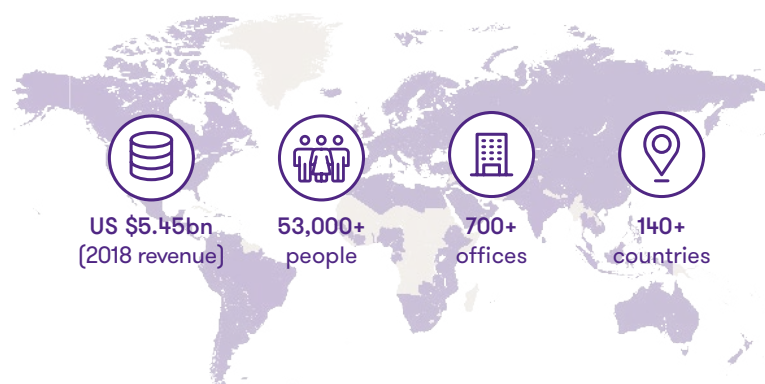 US $5.45bn
(2018 revenue)
53,000+
people
700+
offices
140+
countries